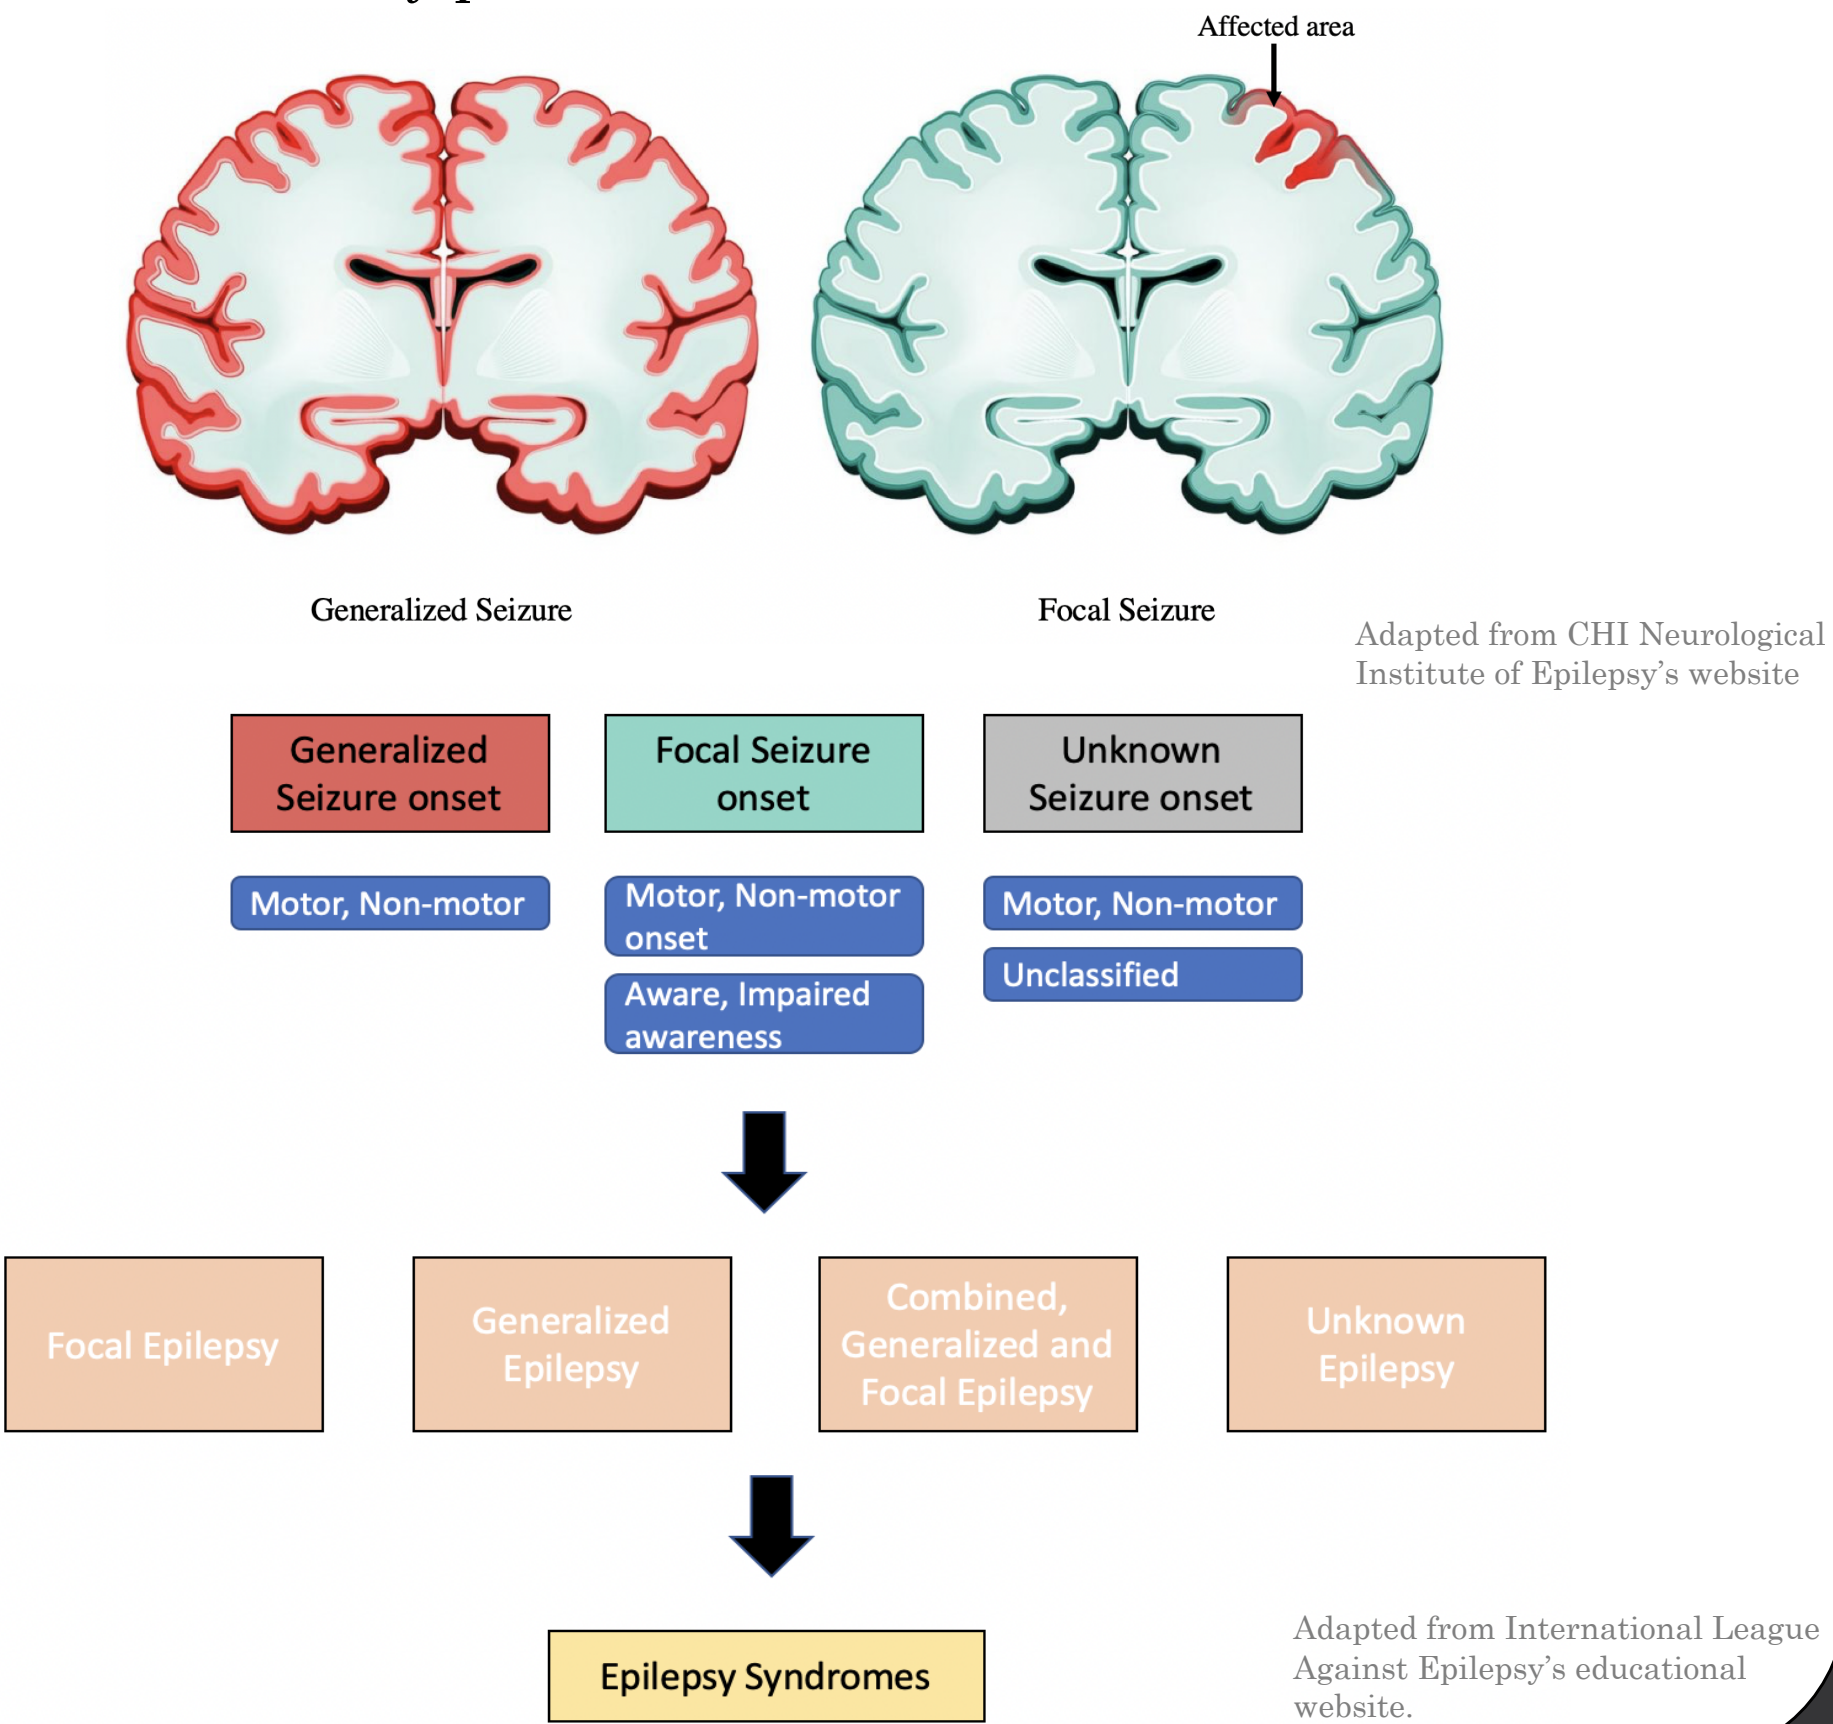 Affected area
Generalized Seizure
Focal Seizure
Adapted from CHI Neurological
Institute of Epilepsy’s website
Generalized
Seizure onset
Focal Seizure
onset
Unknown
Seizure onset
Motor, Non-motor
Motor, Non-motor
onset
Aware, Impaired
awareness
Motor, Non-motor
Unclassified
Focal Epilepsy
Generalized
Epilepsy
Combined,
Generalized and
Focal Epilepsy
Unknown
Epilepsy
Epilepsy Syndromes
Adapted from International League
Against Epilepsy’s educational
website.